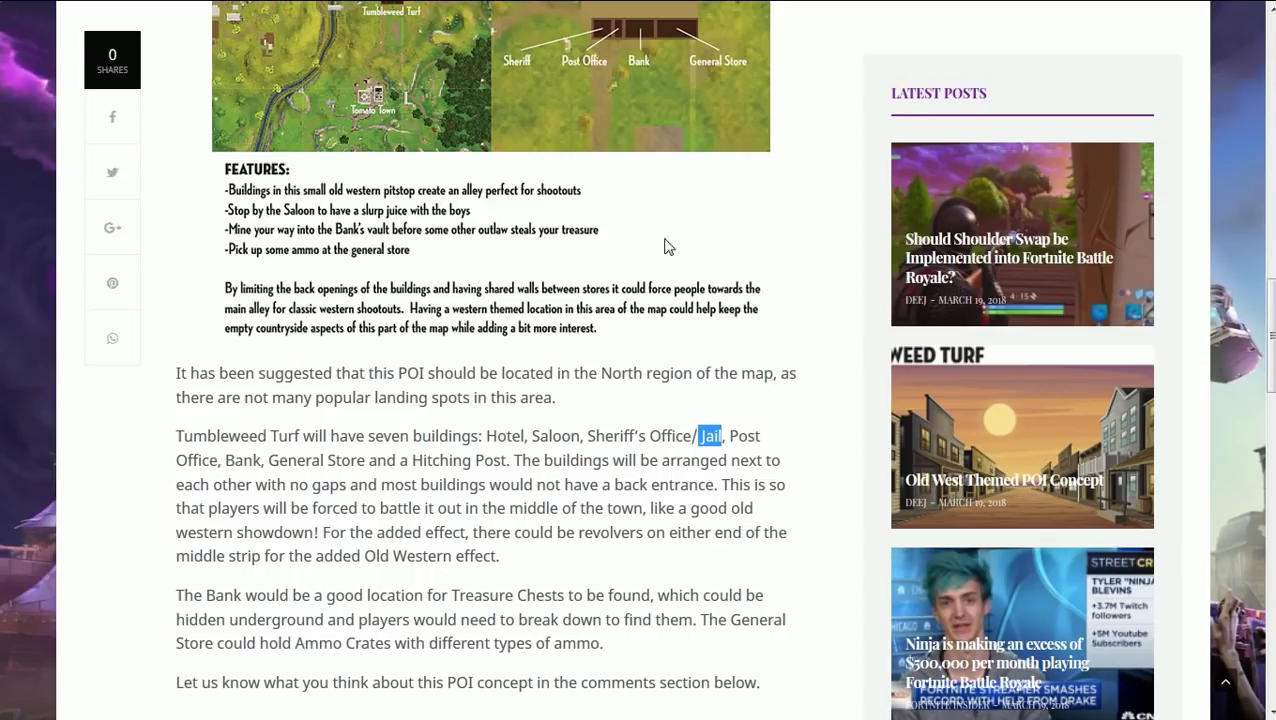 Tumbleweed Turf
Sheriff Post Office Bank General Store
Tomato Town
0
SHARES
FEATURES:
-Buildings in this small old western pitstop create an alley perfect for shootouts
-Stop by the Saloon to have a slurp juice with the boys
-Mine your way into the Bank's vault before some other outlaw steals your treasure
-Pick up some ammo at the general store
By limiting the back openings of the buildings and having shared walls between stores it could force people towards the
main alley for classic western shootouts. Having a western themed location in this area of the map could help keep the
empty countryside aspects of this part of the map while adding a bit more interest.
It has been suggested that this POI should be located in the North region of the map, as
there are not many popular landing spots in this area.
Tumbleweed Turf will have seven buildings: Hotel, Saloon, Sheriff's Office/ Jail, Post
Office, Bank, General Store and a Hitching Post. The buildings will be arranged next to
each other with no gaps and most buildings would not have a back entrance. This is so
that players will be forced to battle it out in the middle of the town, like a good old
western showdown! For the added effect, there could be revolvers on either end of the
middle strip for the added Old Western effect.
The Bank would be a good location for Treasure Chests to be found, which could be
hidden underground and players would need to break down to find them. The General
Store could hold Ammo Crates with different types of ammo.
Let us know what you think about this POI concept in the comments section below.
LATEST POSTS
Should Shoulder Swap be
Implemented into Fortnite Battle
Royale?
DEEJ - MARCH 19, 2018
WEED TURF
Old West Themed POI Concept
DEEJ - MARCH 19, 2018
STREET
TYLER "NINJA"
BLEVINS
+3.7M Twitch
followers
+5M Youtube
Subscribers
Ninja is making an excess of
$500,000 per month playing
Fortnite Battle Royale
FORTNITE STREAMER SMASHES
RECORD WITH HELP FROM DRAKE
FORTNITE INSIDER - MARCH 19, 2018